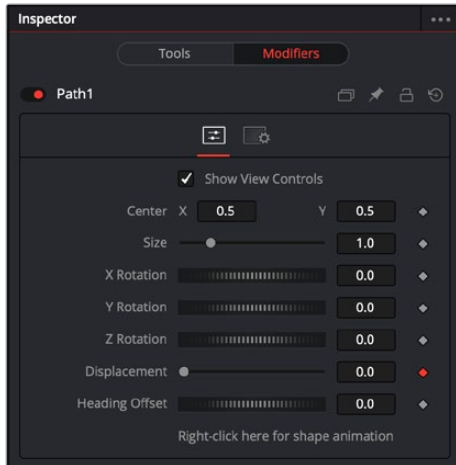 Inspector
Tools Modifiers
Path1
Show View Controls
Center X 0.5 Y 0.5
Size 1.0
X Rotation 0.0
Y Rotation 0.0
Z Rotation 0.0
Displacement 0.0
Heading Offset 0.0
Right-click here for shape animation